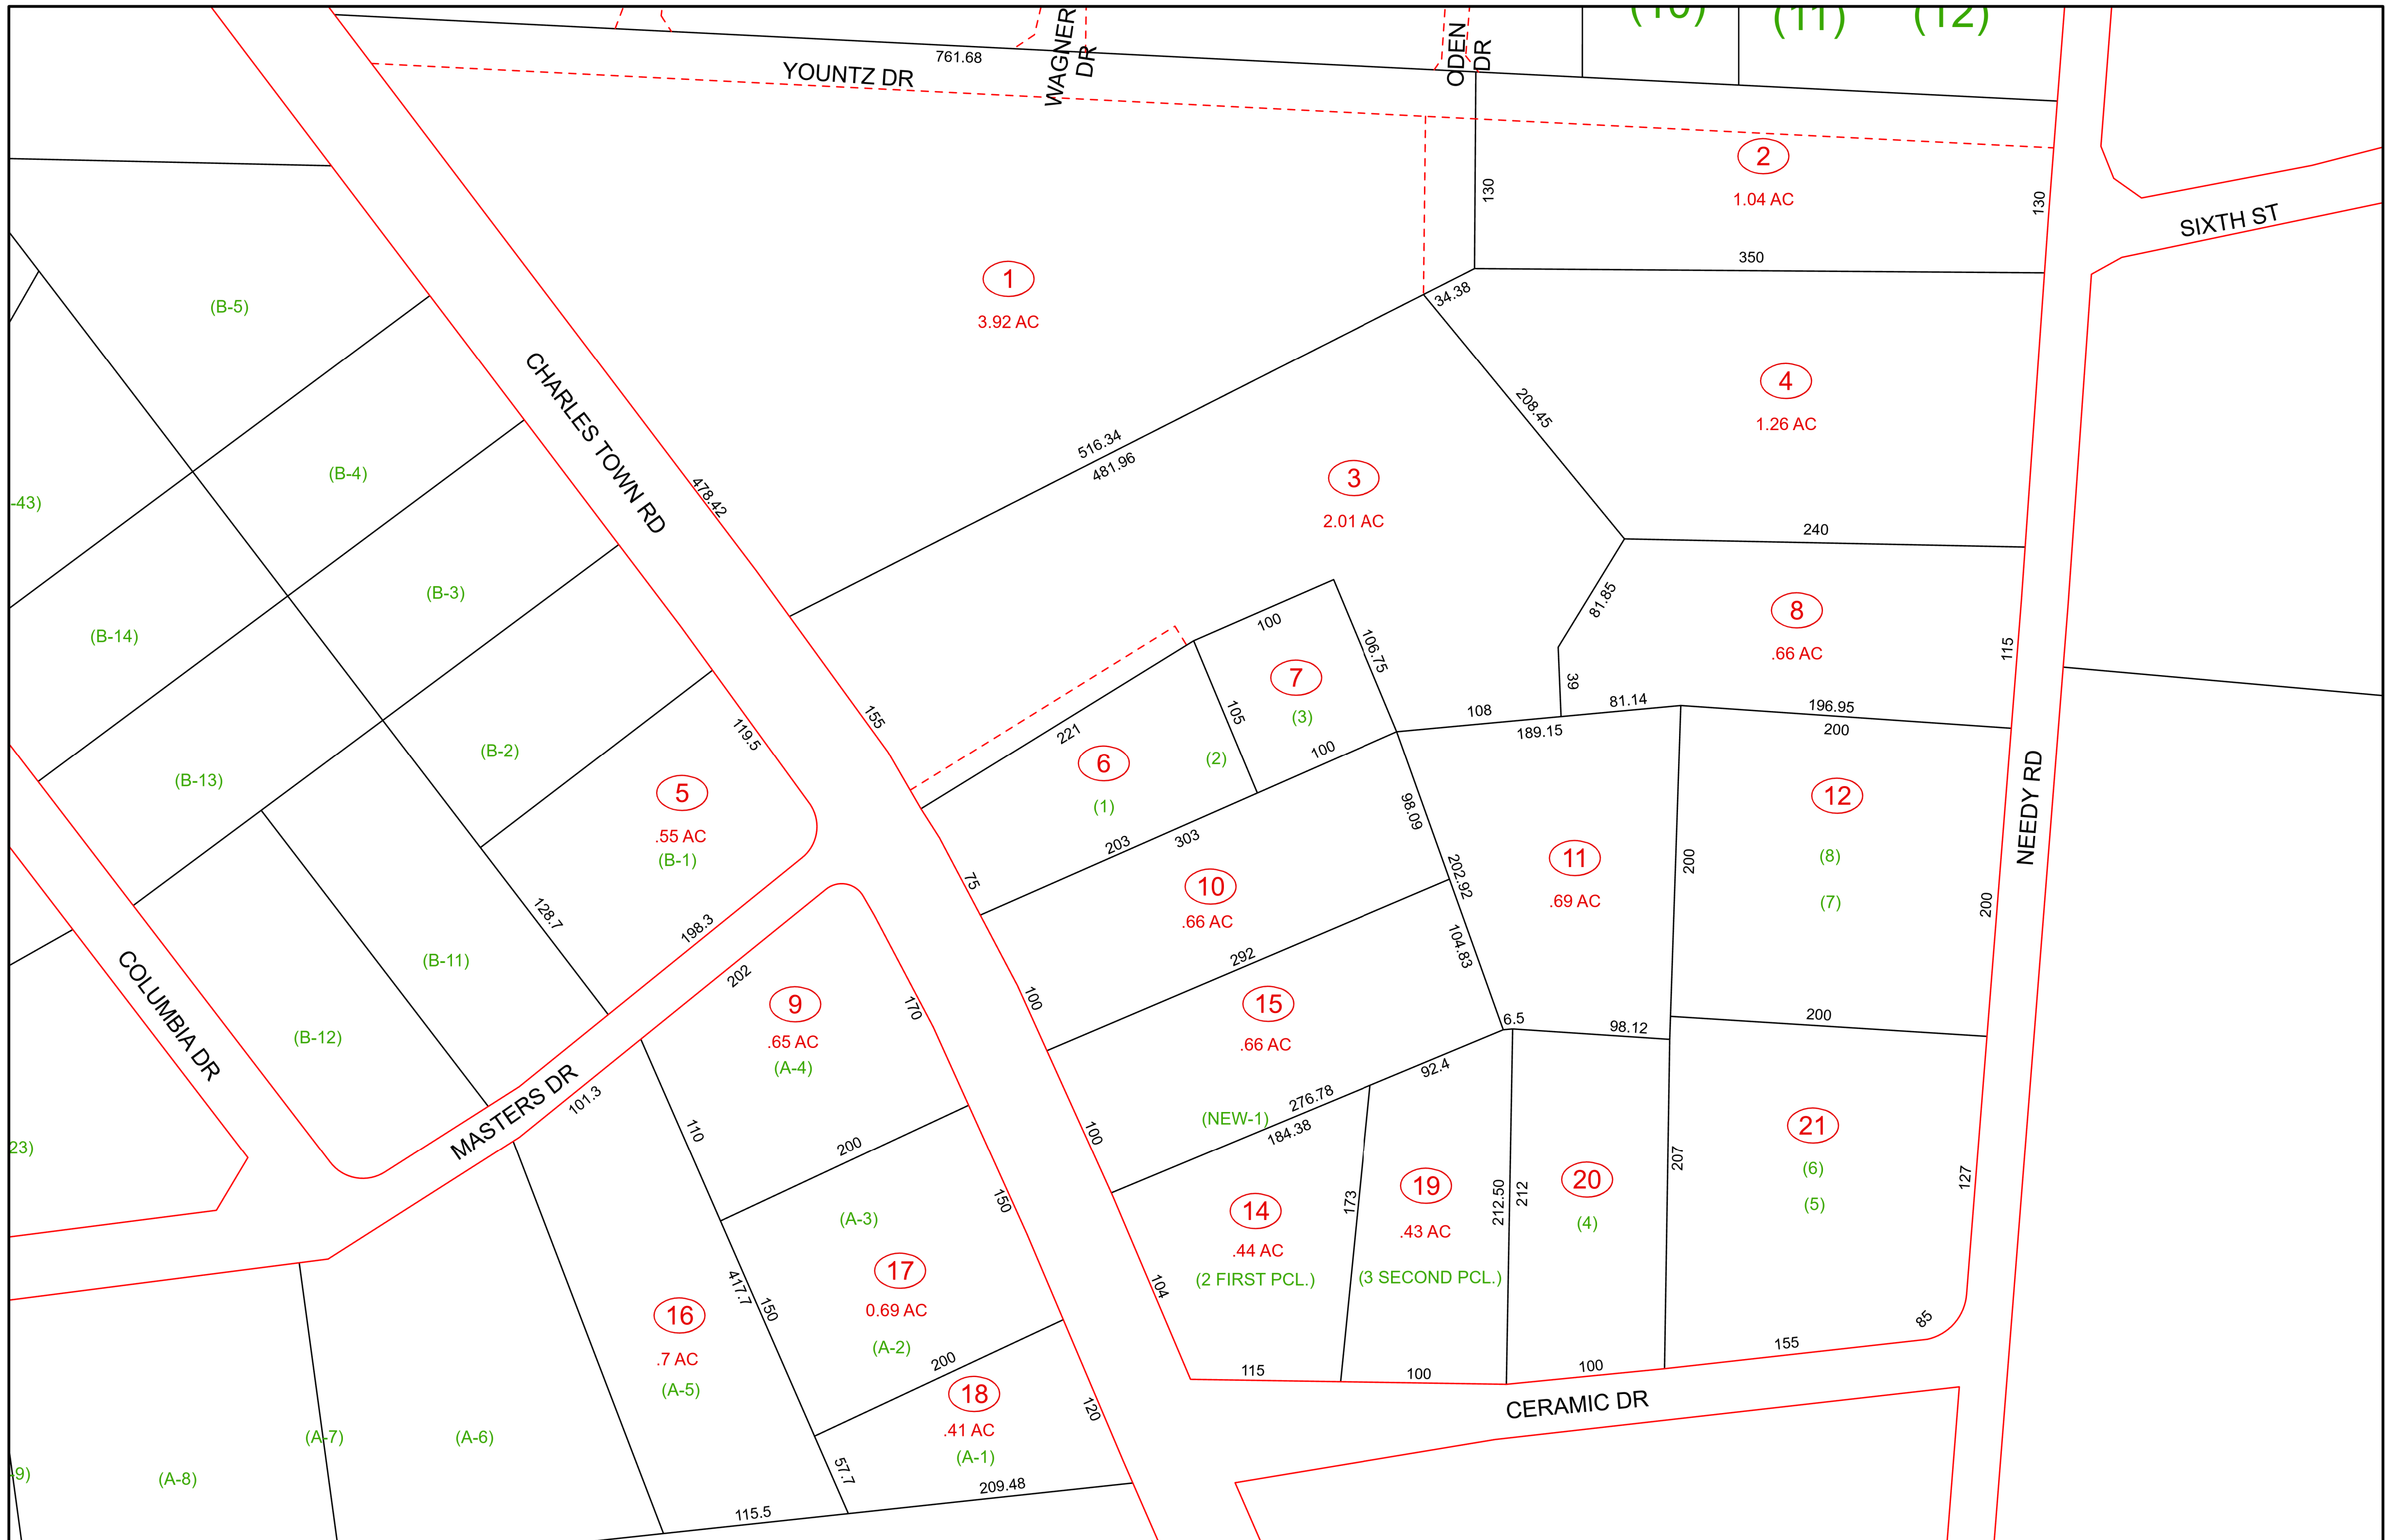 (10)
(11)
(12)
WAGNER
DR
ODEN
DR
761.68
YOUNTZ DR
2
1.04 AC
130
130
SIXTH ST
350
1
3.92 AC
34.38
(B-5)
CHARLES TOWN RD
4
1.26 AC
208.45
516.34
481.96
(B-4)
478.42
-43)
3
2.01 AC
240
(B-3)
81.85
8
.66 AC
115
(B-14)
100
106.75
7
(3)
39
155
105
108
81.14
189.15
196.95
200
119.5
221
(B-2)
(B-13)
6
(1)
(2)
100
5
.55 AC
(B-1)
12
(8)
(7)
NEEDY RD
98.09
203
303
11
.69 AC
200
200
75
10
.66 AC
202.92
128.7
198.3
104.83
292
(B-11)
202
COLUMBIA DR
9
.65 AC
(A-4)
170
100
15
.66 AC
6.5
98.12
200
(B-12)
MASTERS DR
101.3
92.4
276.78
184.38
(NEW-1)
110
100
200
23)
21
(6)
(5)
207
127
20
(4)
19
.43 AC
(3 SECOND PCL.)
212.50
212
173
14
.44 AC
(2 FIRST PCL.)
150
(A-3)
17
0.69 AC
(A-2)
417.7
150
104
16
.7 AC
(A-5)
85
155
100
100
115
200
18
.41 AC
(A-1)
120
CERAMIC DR
(A-7)
(A-6)
(A-8)
9)
57.7
209.48
115.5